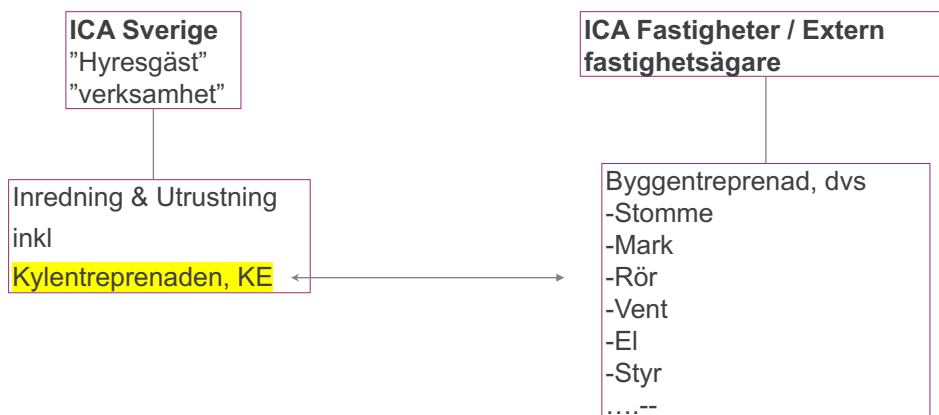 ICA Sverige
”Hyresgäst”
”verksamhet”
ICA Fastigheter / Extern
fastighetsägare
Inredning & Utrustning
inkl
Kylentreprenaden, KE
Byggentreprenad, dvs
-Stomme
-Mark
-Rör
-Vent
-El
-Styr
….--